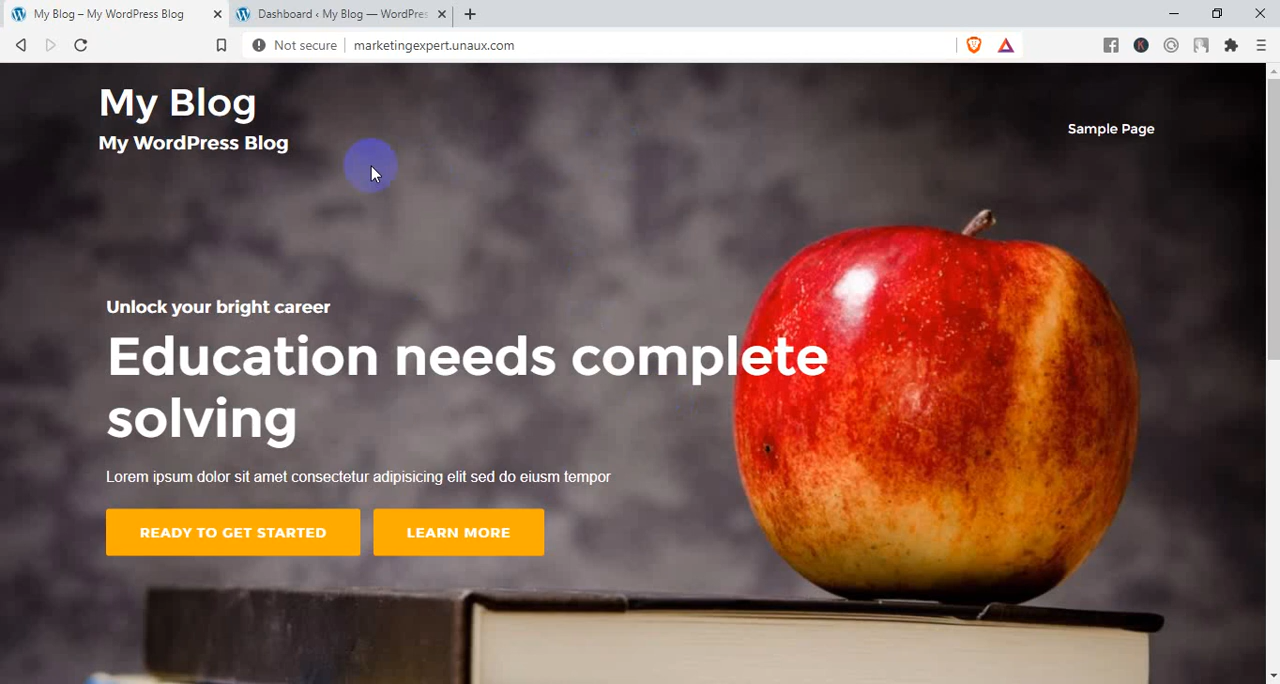 My Blog – My WordPress Blog
Dashboard ‹ My Blog — WordPres
Not secure
marketingexpert.unaux.com
K
My Blog
My WordPress Blog
Sample Page
Unlock your bright career
Education needs complete
solving
Lorem ipsum dolor sit amet consectetur adipisicing elit sed do eiusm tempor
READY TO GET STARTED
LEARN MORE